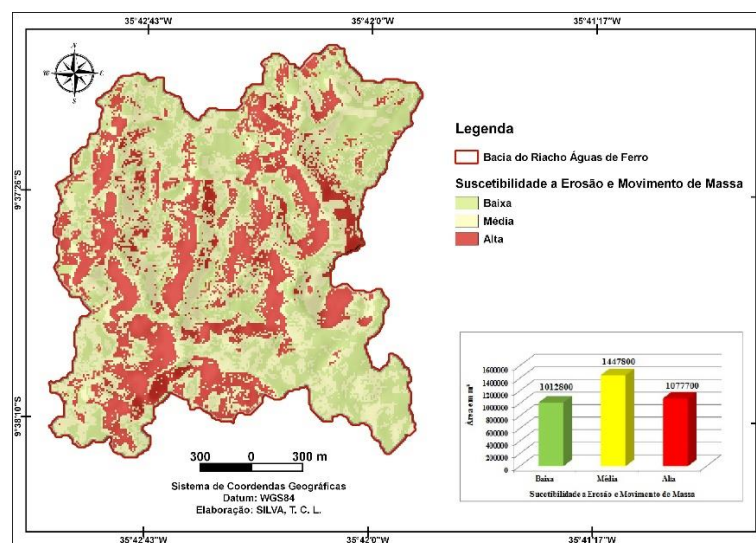 35°42'43"W
35°42'0"W
35°41'17"W
N
W
S
9°37'26"S
9°38'10"S
Legenda
Bacia do Riacho Águas de Ferro
Suscetibilidade a Erosão e Movimento de Massa
Baixa
Média
Alta
1600000
1400000
1200000
1000000
800000
600000
400000
200000
0
Área em m²
1012800
1447800
1077700
Baixa
Média
Alta
Sucetibilidade a Erosão e Movimento de Massa
300
0
300 m
Sistema de Coordendas Geográficas
Datum: WGS84
Elaboração: SILVA, T. C. L.
35°42'43"W
35°42'0"W
35°41'17"W